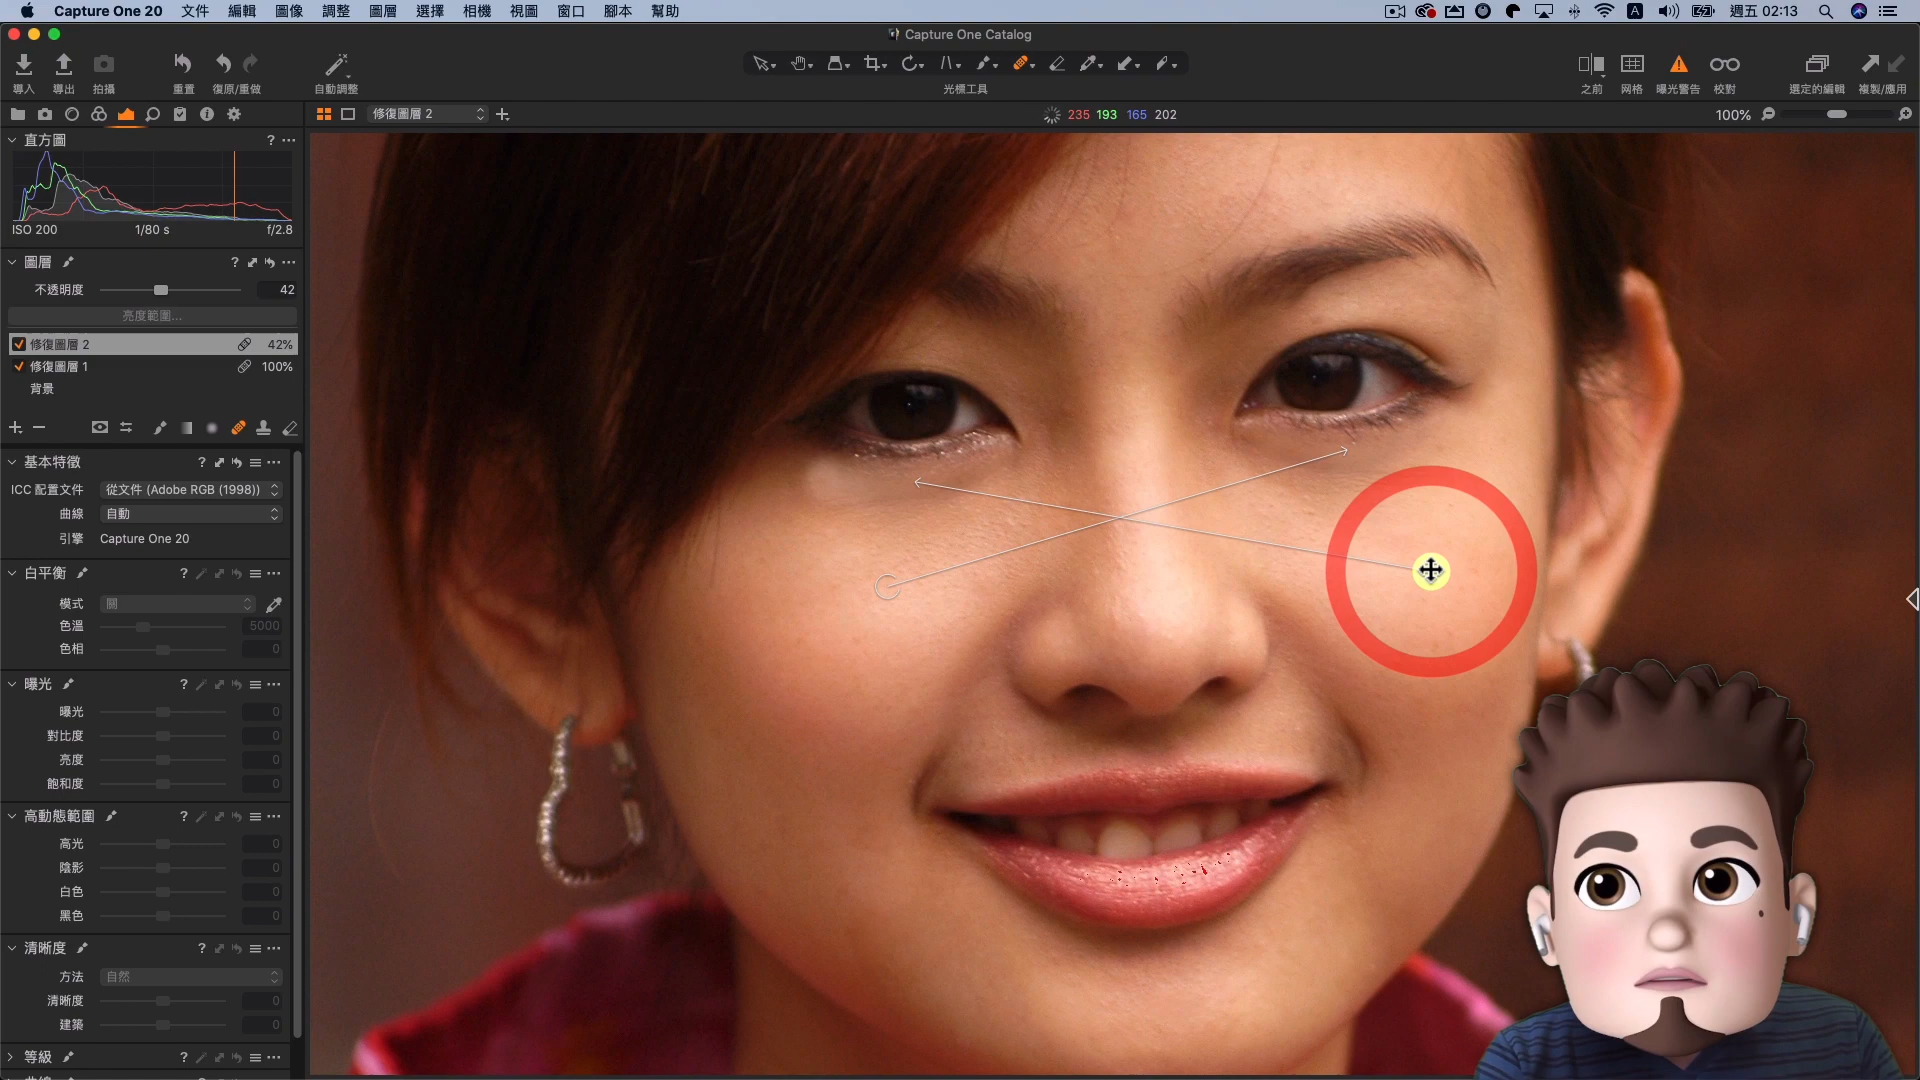 Capture One 20 文件 編輯 圖像 調整 圖層 選擇 相機 視圖 窗口 腳本 幫助 A 週五 02:13
Capture One Catalog
導入 導出 拍攝 重置 復原/重做 自動調整 光標工具 之前 网格 曝光警告 校對 選定的編輯 複製/應用
修復圖層 2 235 193 165 202 100%
直方圖 ? ...
ISO 200 1/80 s f/2.8
圖層 ? ...
不透明度 42
亮度範圍...
修復圖層 2 42%
修復圖層 1 100%
背景
基本特徵 ? ...
ICC 配置文件 從文件 (Adobe RGB (1998))
曲線 自動
引擎 Capture One 20
白平衡 ? ...
模式 關
色溫 5000
色相 0
曝光 ? ...
曝光 0
對比度 0
亮度 0
飽和度 0
高動態範圍 ? ...
高光 0
陰影 0
白色 0
黑色 0
清晰度 ? ...
方法 自然
清晰度 0
建築 0
等級 ? ...